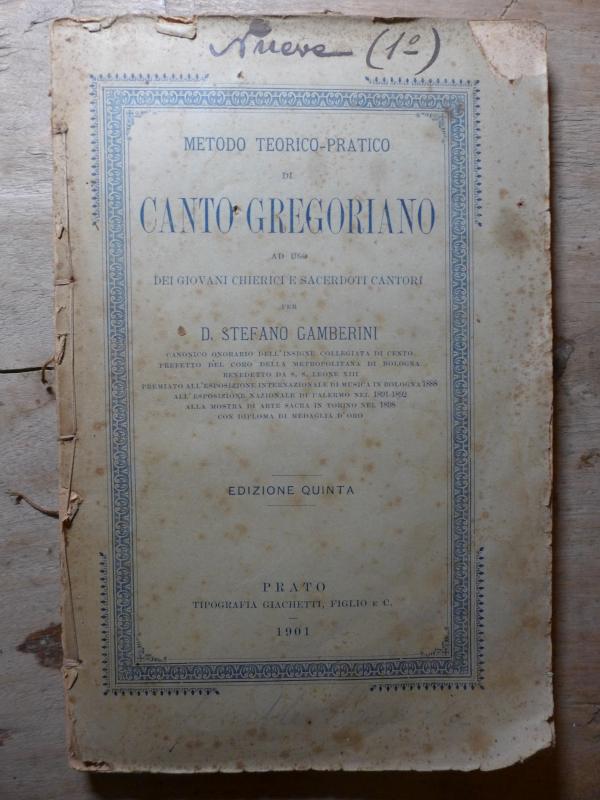 Nueve (1º)
METODO TEORICO-PRATICO
DI
CANTO GREGORIANO
AD USO
DEI GIOVANI CHIERICI E SACERDOTI CANTORI
PER
D. STEFANO GAMBERINI
CANONICO ONORARIO DELL'INSIGNE COLLEGIATA DI CENTO
PREFETTO DEL CORO DELLA METROPOLITANA DI BOLOGNA
BENEDETTO DA S. S. LEONE XIII
PREMIATO ALL'ESPOSIZIONE INTERNAZIONALE DI MUSICA IN BOLOGNA 1888
ALL'ESPOSIZIONE NAZIONALE DI PALERMO NEL 1891-1892
ALLA MOSTRA DI ARTE SACRA IN TORINO NEL 1898
CON DIPLOMA DI MEDAGLIA D'ORO
EDIZIONE QUINTA
PRATO
TIPOGRAFIA GIACHETTI, FIGLIO E C.
1901